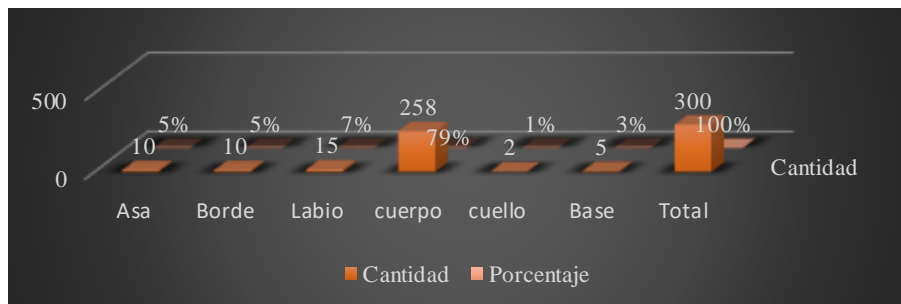 500
0
5% 5% 7% 79% 1% 3% 100%
10 10 15 258 2 5 300
Cantidad
Asa Borde Labio cuerpo cuello Base Total
Cantidad Porcentaje